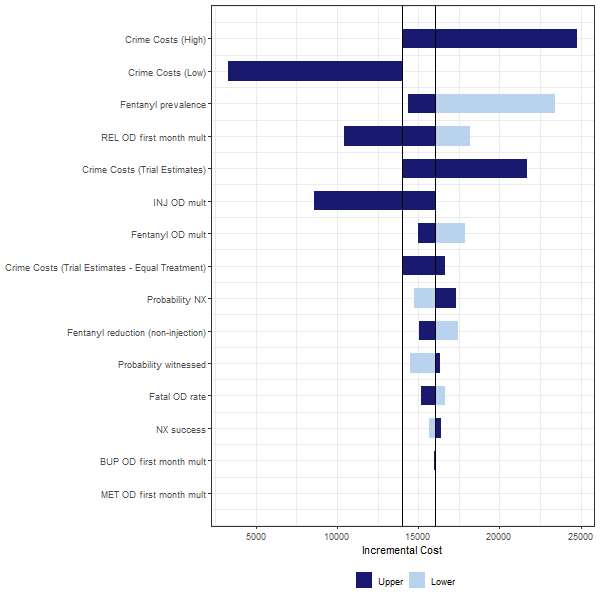 Crime Costs (High)
Crime Costs (Low)
Fentanyl prevalence
REL OD first month mult
Crime Costs (Trial Estimates)
INJ OD mult
Fentanyl OD mult
Crime Costs (Trial Estimates - Equal Treatment)
Probability NX
Fentanyl reduction (non-injection)
Probability witnessed
Fatal OD rate
NX success
BUP OD first month mult
MET OD first month mult
5000 10000 15000 20000 25000
Incremental Cost
Upper Lower